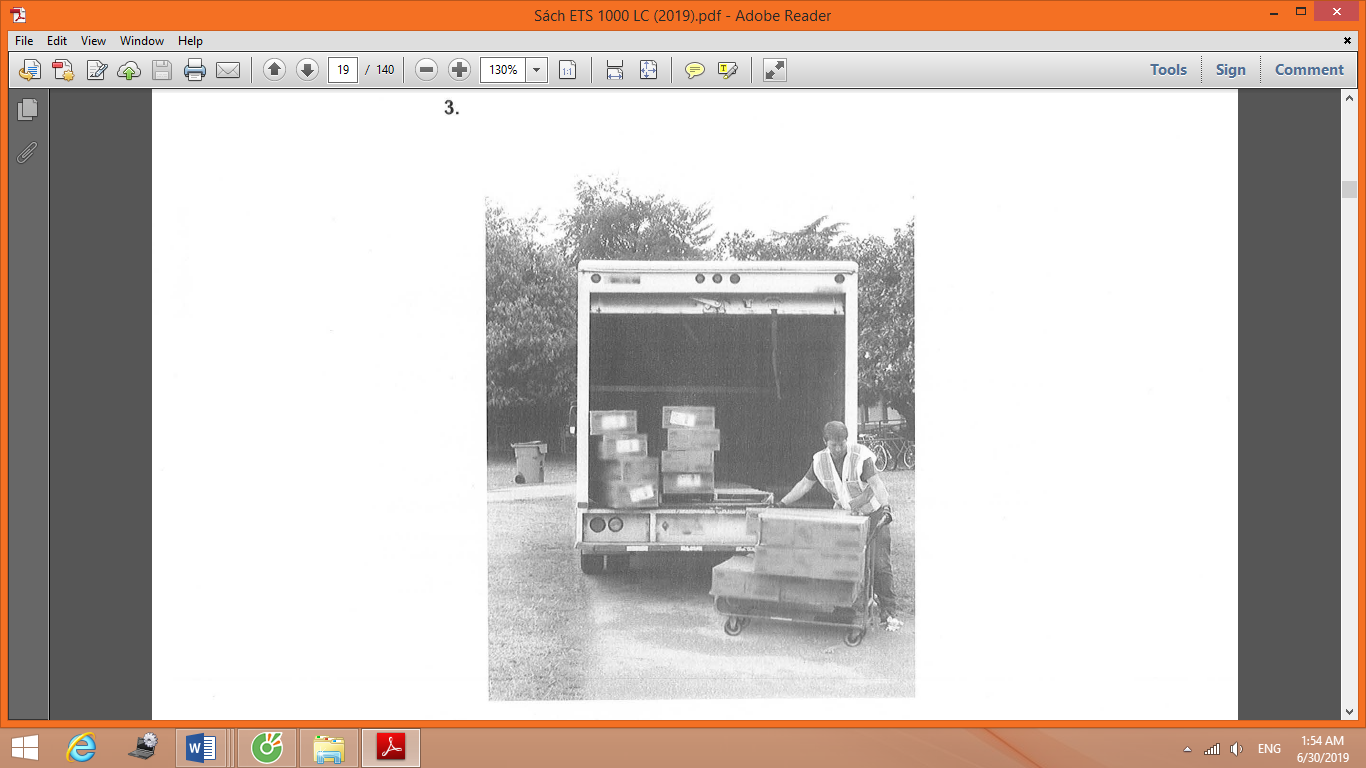 Sách ETS 1000 LC (2019).pdf - Adobe Reader
File Edit View Window Help
19 / 140 130% Tools Sign Comment
3.
ENG
1:54 AM
6/30/2019